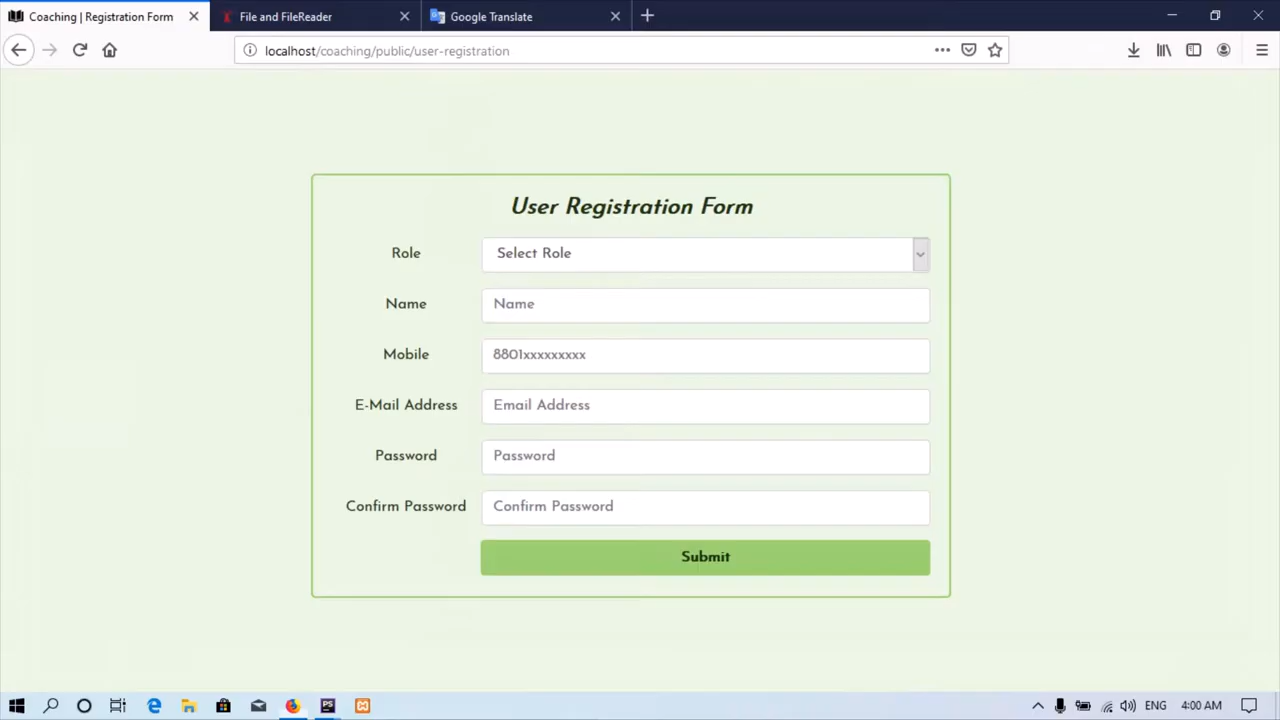 Coaching | Registration Form
File and FileReader
Google Translate
localhost/coaching/public/user-registration
User Registration Form
Role
Select Role
Name
Name
Mobile
8801xxxxxxxxx
E-Mail Address
Email Address
Password
Password
Confirm Password
Confirm Password
Submit
PS
ENG
4:00 AM